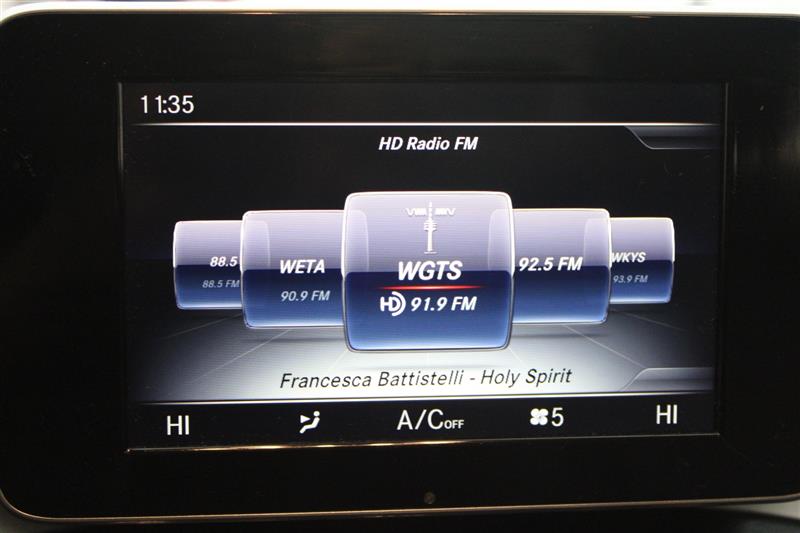 11:35
HD Radio FM
88.5
88.5 FM
WETA
90.9 FM
WGTS
HD 91.9 FM
92.5 FM
WKYS
93.9 FM
Francesca Battistelli - Holy Spirit
HI A/C OFF 5 HI